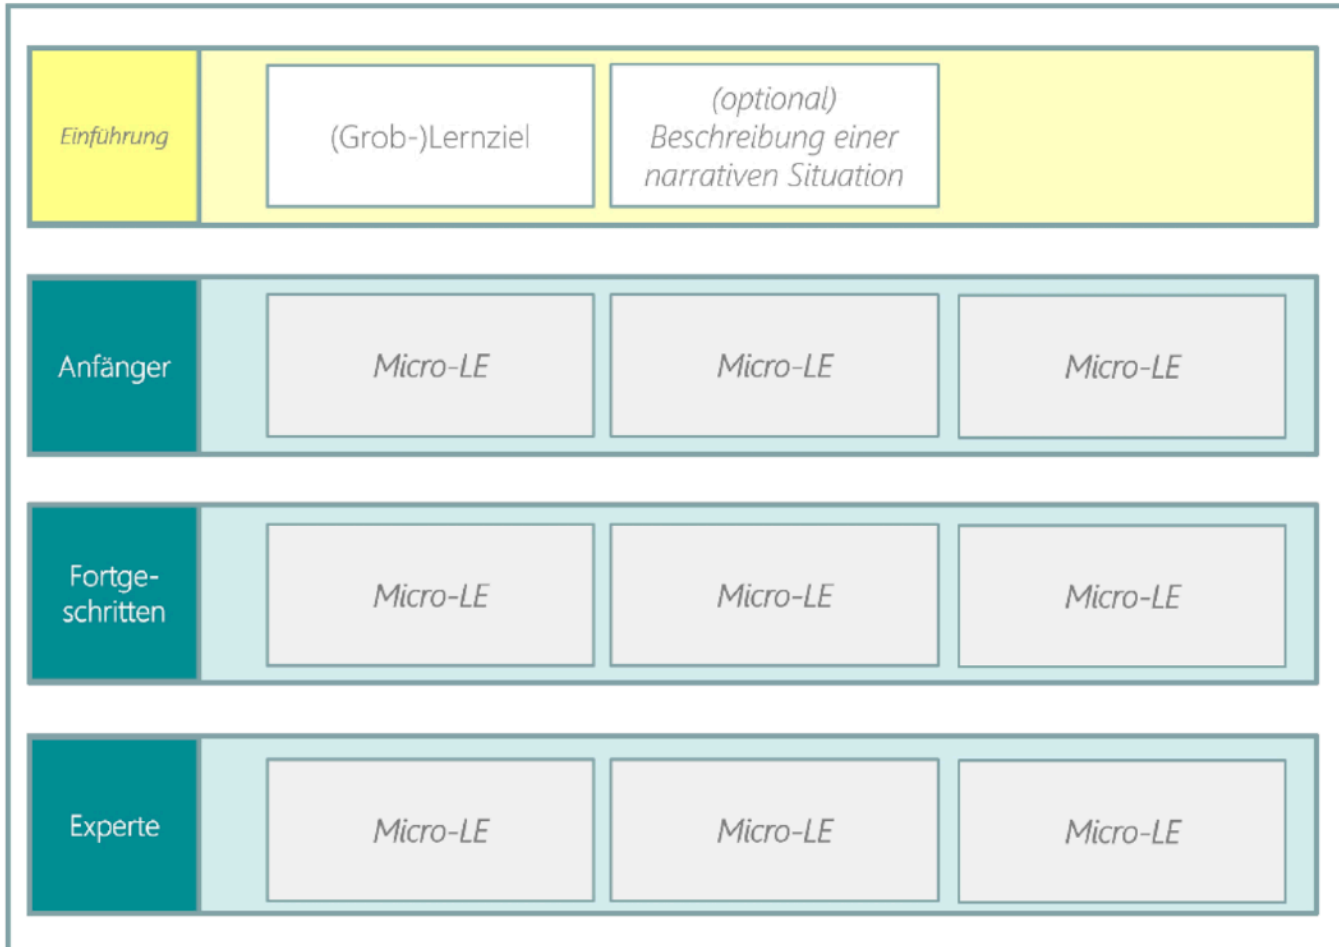 Einführung
(Grob-)Lernziel
(optional)
Beschreibung einer
narrativen Situation
Anfänger
Micro-LE
Micro-LE
Micro-LE
Fortge-
schritten
Micro-LE
Micro-LE
Micro-LE
Experte
Micro-LE
Micro-LE
Micro-LE